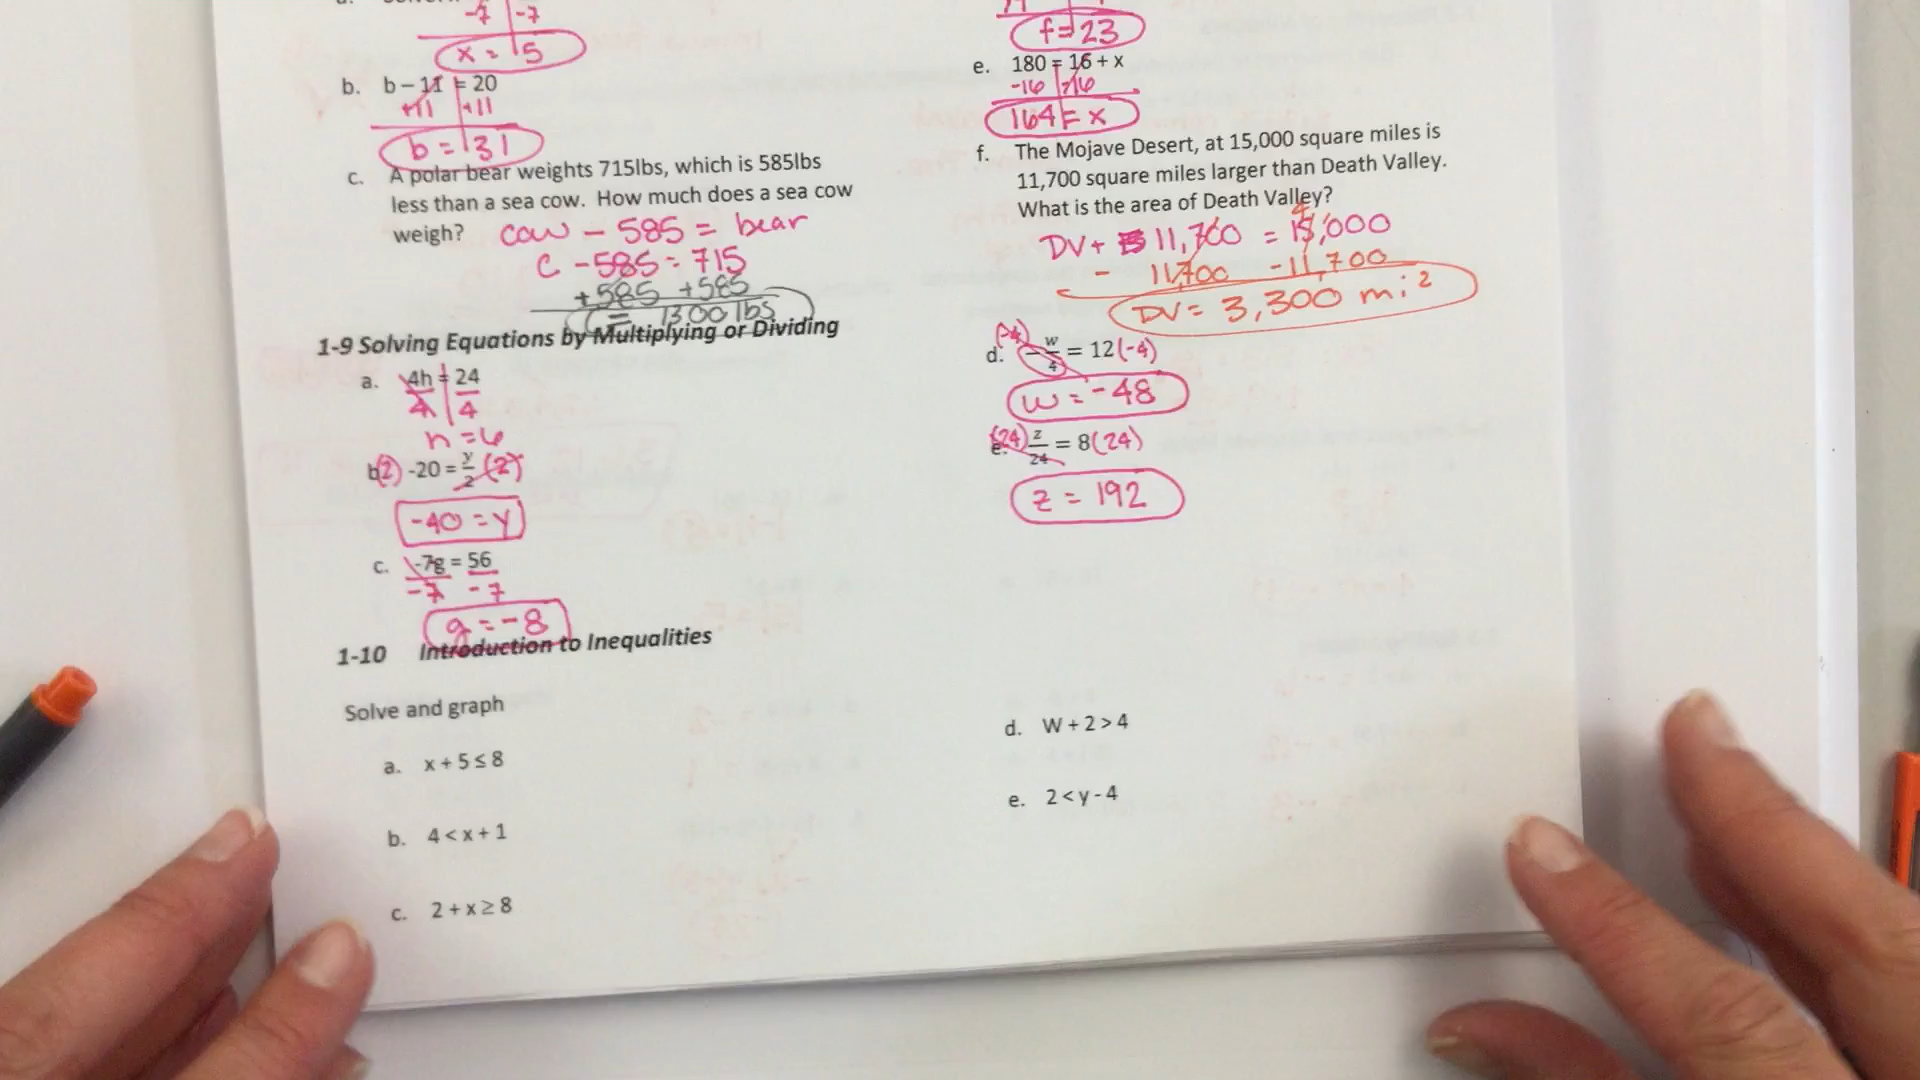 -7 -7
x = 5
b. b – 11 = 20
+11 +11
b = 31
c. A polar bear weights 715lbs, which is 585lbs
less than a sea cow. How much does a sea cow
weigh? cow - 585 = bear
c - 585 = 715
+585 +585
c = 1300 lbs
1-9 Solving Equations by Multiplying or Dividing
a. 4h = 24
4 4
h = 6
b (2) -20 = y/2 (2)
-40 = y
c. -7g = 56
-7 -7
g = -8
1-10 Introduction to Inequalities
Solve and graph
a. x + 5 ≤ 8
b. 4 < x + 1
c. 2 + x ≥ 8
f = 23
e. 180 = 16 + x
-16 -16
164 = x
f. The Mojave Desert, at 15,000 square miles is
11,700 square miles larger than Death Valley.
What is the area of Death Valley?
DV + 11,700 = 15,000
- 11,700 -11,700
DV = 3,300 mi²
d. (-4) - w/4 = 12 (-4)
w = -48
e. (24) z/24 = 8 (24)
z = 192
d. W + 2 > 4
e. 2 < y - 4